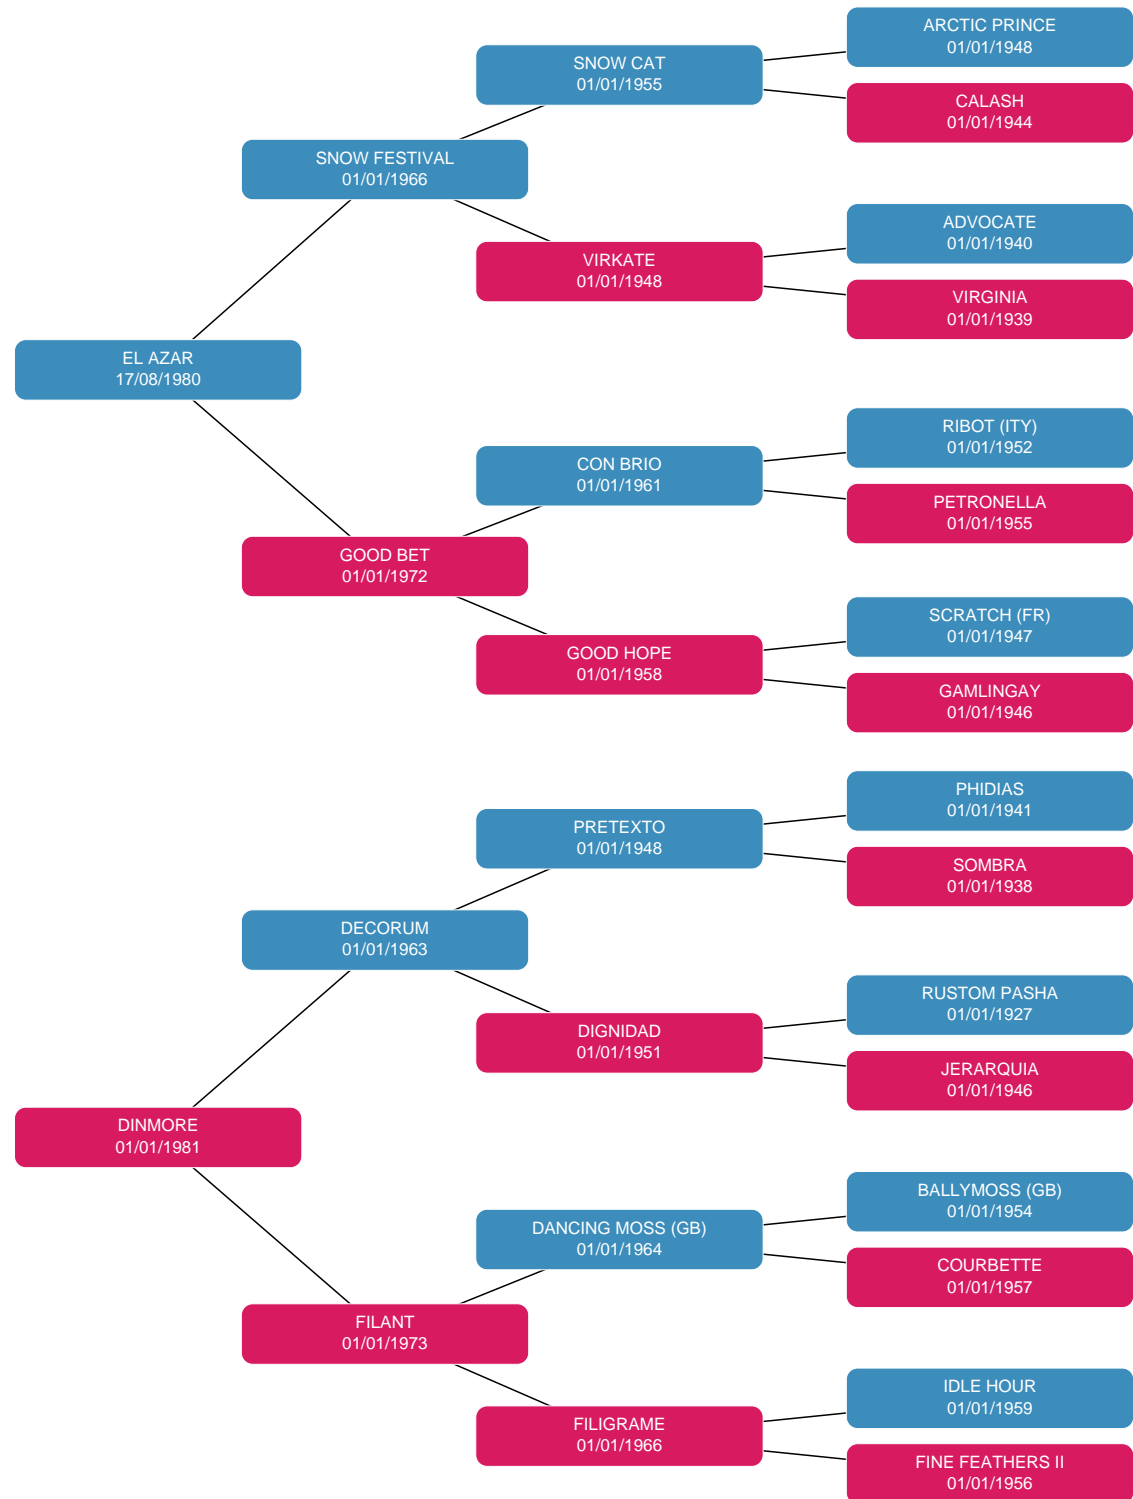 ARCTIC PRINCE
01/01/1948
SNOW CAT
01/01/1955
CALASH
01/01/1944
SNOW FESTIVAL
01/01/1966
ADVOCATE
01/01/1940
VIRKATE
01/01/1948
VIRGINIA
01/01/1939
EL AZAR
17/08/1980
RIBOT (ITY)
01/01/1952
CON BRIO
01/01/1961
PETRONELLA
01/01/1955
GOOD BET
01/01/1972
SCRATCH (FR)
01/01/1947
GOOD HOPE
01/01/1958
GAMLINGAY
01/01/1946
PHIDIAS
01/01/1941
PRETEXTO
01/01/1948
SOMBRA
01/01/1938
DECORUM
01/01/1963
RUSTOM PASHA
01/01/1927
DIGNIDAD
01/01/1951
JERARQUIA
01/01/1946
DINMORE
01/01/1981
BALLYMOSS (GB)
01/01/1954
DANCING MOSS (GB)
01/01/1964
COURBETTE
01/01/1957
FILANT
01/01/1973
IDLE HOUR
01/01/1959
FILIGRAME
01/01/1966
FINE FEATHERS II
01/01/1956